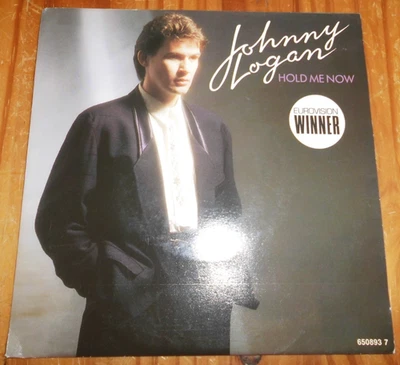 Johnny
Logan
HOLD ME NOW
EUROVISION
WINNER
650893 7